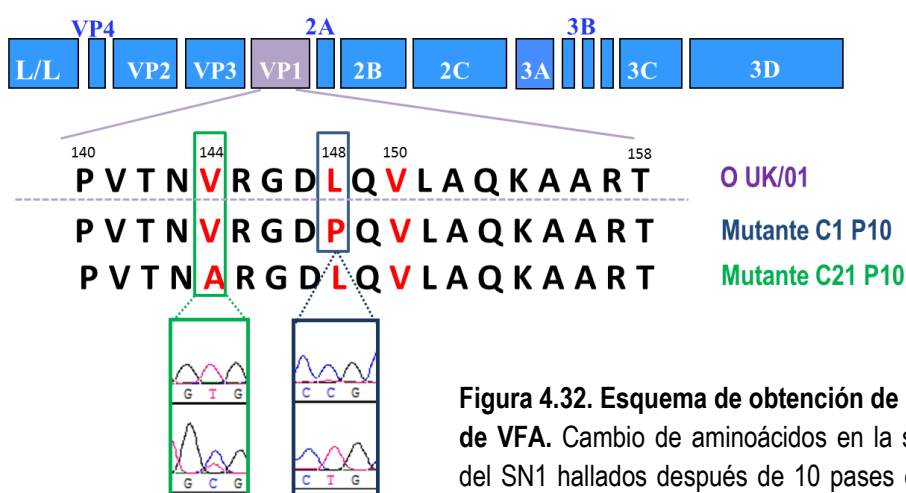 VP4 2A 3B
L/L VP2 VP3 VP1 2B 2C 3A 3C 3D
140 144 148 150 158
P V T N V R G D L Q V L A Q K A A R T O UK/01
P V T N V R G D P Q V L A Q K A A R T Mutante C1 P10
P V T N A R G D L Q V L A Q K A A R T Mutante C21 P10
G T G C C G
G C G C T G
Figura 4.32. Esquema de obtención de
de VFA. Cambio de aminoácidos en la
del SN1 hallados después de 10 pases